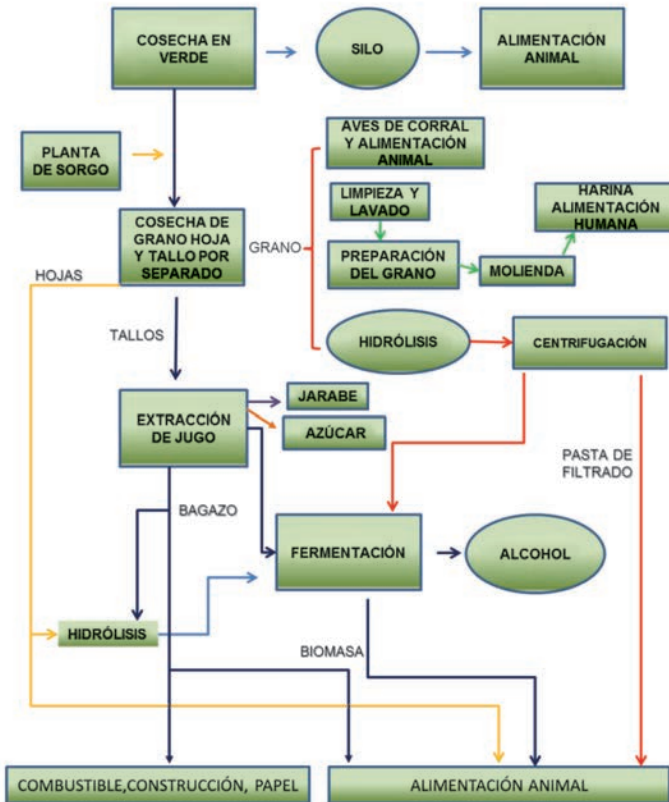 COSECHA EN
VERDE
SILO
ALIMENTACIÓN
ANIMAL
PLANTA
DE SORGO
AVES DE CORRAL
Y ALIMENTACIÓN
ANIMAL
LIMPIEZA Y
LAVADO
HARINA
ALIMENTACIÓN
HUMANA
COSECHA DE
GRANO HOJA
Y TALLO POR
SEPARADO
GRANO
PREPARACIÓN
DEL GRANO
MOLIENDA
HOJAS
TALLOS
HIDRÓLISIS
CENTRIFUGACIÓN
EXTRACCIÓN
DE JUGO
JARABE
AZÚCAR
PASTA DE
FILTRADO
BAGAZO
FERMENTACIÓN
ALCOHOL
HIDRÓLISIS
BIOMASA
COMBUSTIBLE,CONSTRUCCIÓN, PAPEL
ALIMENTACIÓN ANIMAL